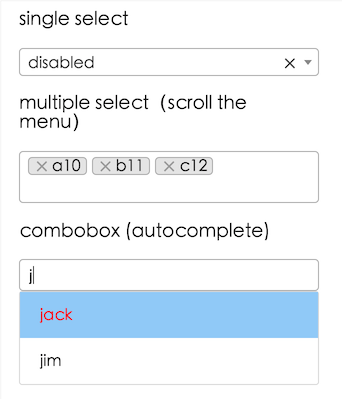 single select
disabled
multiple select (scroll the
menu)
a10 b11 c12
combobox (autocomplete)
j
jack
jim